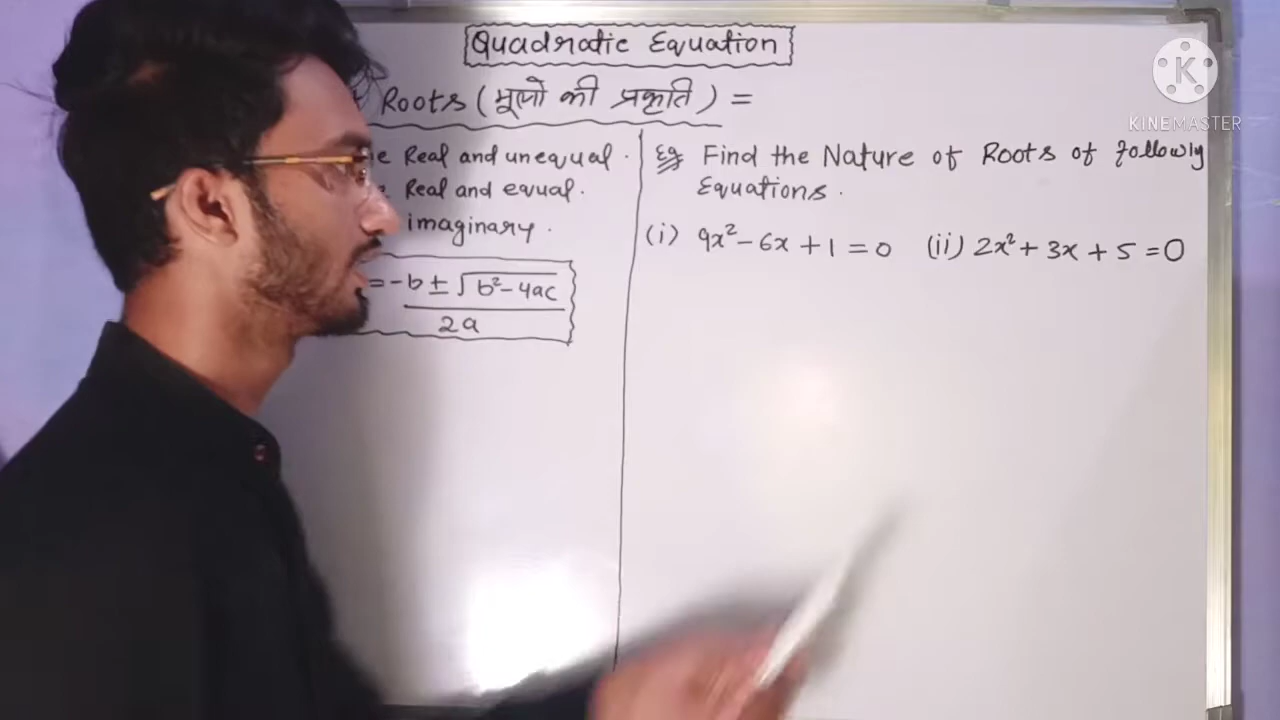 Quadratic Equation
Roots (मूलो की प्रकृति) =
Real and unequal.
Real and equal.
imaginary.
= -b ± √b²-4ac
2a
Eg Find the Nature of Roots of followly
Equations.
(i) 9x² - 6x + 1 = 0 (ii) 2x² + 3x + 5 = 0
K
KINEMASTER